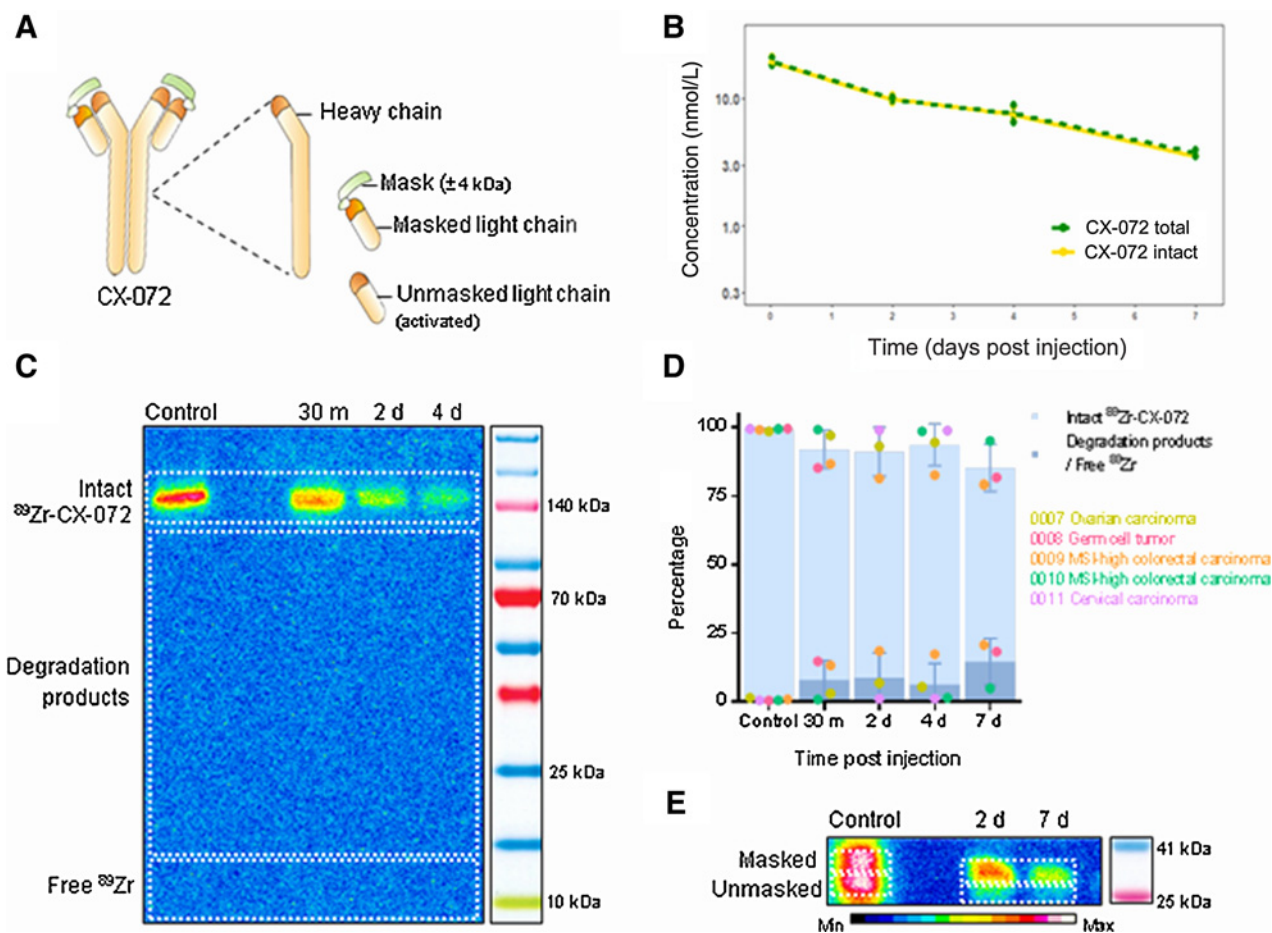 A
Heavy chain
Mask (±4 kDa)
Masked light chain
Unmasked light chain
(activated)
CX-072
B
Concentration (nmol/L)
10.0
3.0
1.0
0.3
CX-072 total
CX-072 intact
0 1 2 3 4 5 6 7
Time (days post injection)
C
Control 30 m 2 d 4 d
Intact
⁸⁹Zr-CX-072
Degradation
products
Free ⁸⁹Zr
140 kDa
70 kDa
25 kDa
10 kDa
D
Percentage
100
75
50
25
0
Control 30 m 2 d 4 d 7 d
Time post injection
Intact ⁸⁹Zr-CX-072
Degradation products
/ Free ⁸⁹Zr
0007 Ovarian carcinoma
0008 Germ cell tumor
0009 MSI-high colorectal carcinoma
0010 MSI-high colorectal carcinoma
0011 Cervical carcinoma
E
Control 2 d 7 d
Masked
Unmasked
41 kDa
25 kDa
Min Max